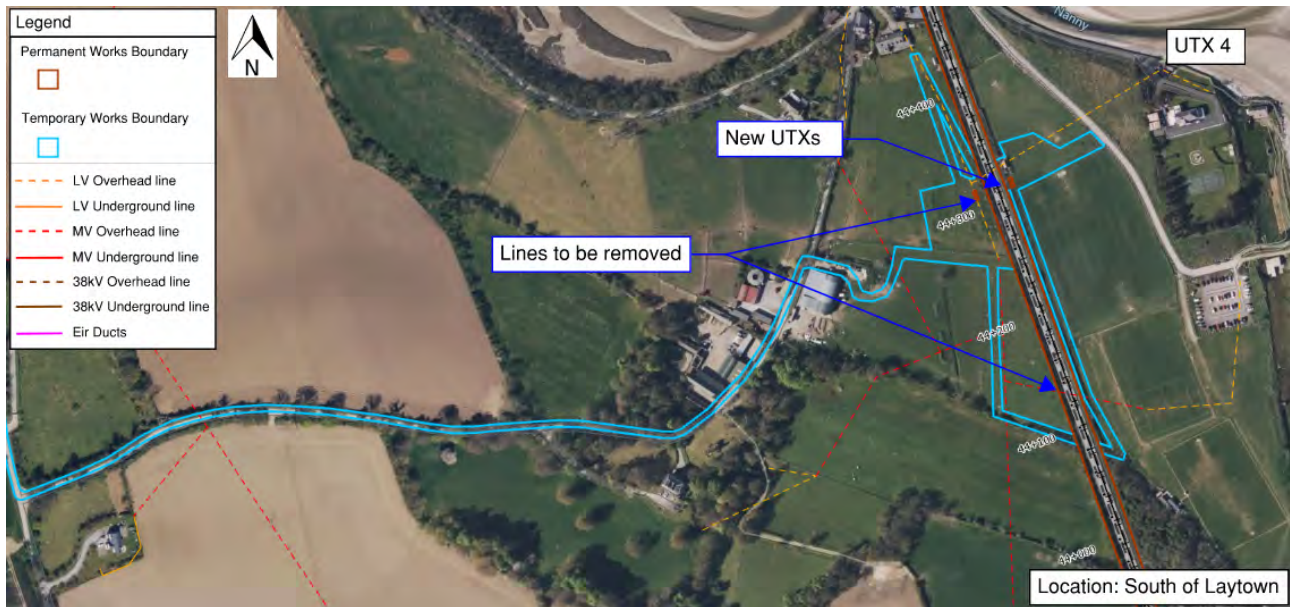 Legend
Permanent Works Boundary
Temporary Works Boundary
LV Overhead line
LV Underground line
MV Overhead line
MV Underground line
38kV Overhead line
38kV Underground line
Eir Ducts
N
Nanny
UTX 4
44+400
New UTXs
44+300
Lines to be removed
44+200
44+100
44+000
Location: South of Laytown